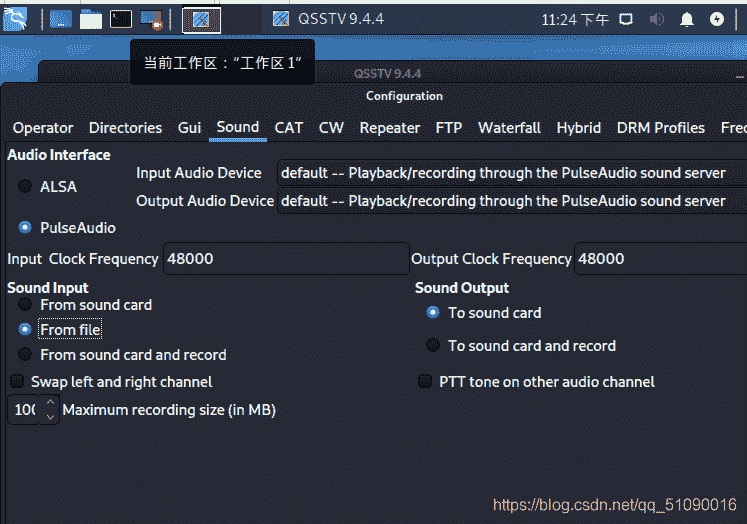 QSSTV 9.4.4
11:24 下午
当前工作区：“工作区 1”
QSSTV 9.4.4
Configuration
Operator Directories Gui Sound CAT CW Repeater FTP Waterfall Hybrid DRM Profiles
Audio Interface
ALSA
PulseAudio
Input Audio Device default -- Playback/recording through the PulseAudio sound server
Output Audio Device default -- Playback/recording through the PulseAudio sound server
Input Clock Frequency 48000 Output Clock Frequency 48000
Sound Input
From sound card
From file
From sound card and record
Sound Output
To sound card
To sound card and record
Swap left and right channel
PTT tone on other audio channel
Maximum recording size (in MB)
https://blog.csdn.net/qq_51090016